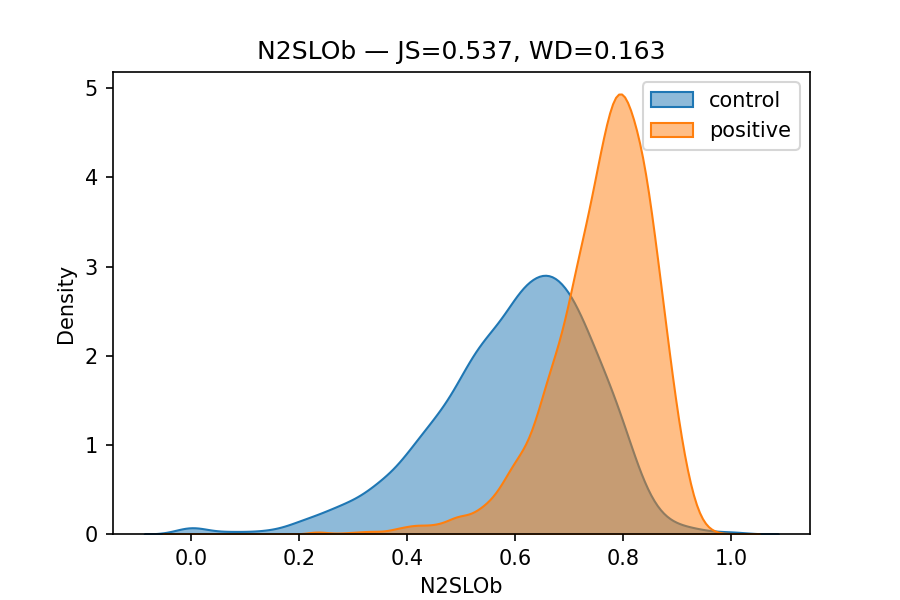 N2SLOb — JS=0.537, WD=0.163
control
positive
Density
5
4
3
2
1
0
0.0 0.2 0.4 0.6 0.8 1.0
N2SLOb